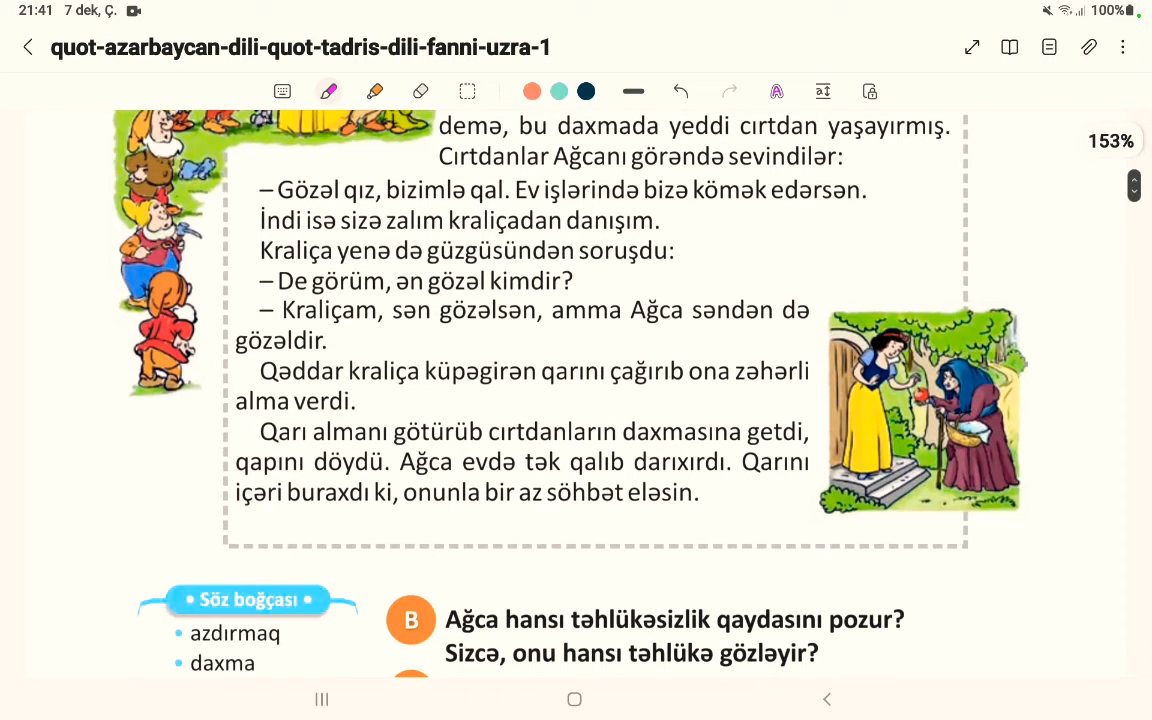 21:41 7 dek, Ç. 100%
quot-azarbaycan-dili-quot-tadris-dili-fanni-uzra-1
153%
demə, bu daxmada yeddi cırtdan yaşayırmış.
Cırtdanlar Ağcanı görəndə sevindilər:
– Gözəl qız, bizimlə qal. Ev işlərində bizə kömək edərsən.
İndi isə sizə zalım kraliçadan danışım.
Kraliça yenə də güzgüsündən soruşdu:
– De görüm, ən gözəl kimdir?
– Kraliçam, sən gözəlsən, amma Ağca səndən də
gözəldir.
Qəddar kraliça küpəgirən qarını çağırıb ona zəhərli
alma verdi.
Qarı almanı götürüb cırtdanların daxmasına getdi,
qapını döydü. Ağca evdə tək qalıb darıxırdı. Qarını
içəri buraxdı ki, onunla bir az söhbət eləsin.
• Söz boğçası •
• azdırmaq
• daxma
B Ağca hansı təhlükəsizlik qaydasını pozur?
Sizcə, onu hansı təhlükə gözləyir?